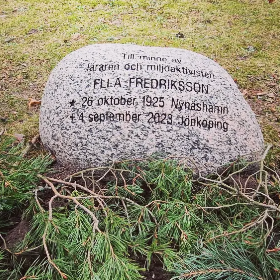 Till minne av
läraren och miljöaktivisten
ELLA FREDRIKSSON
* 26 oktober 1925 Nynäshamn
† 4 september 2023 Jönköping